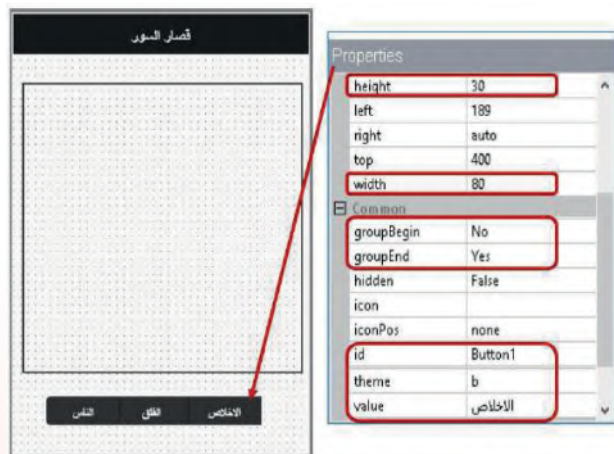 قصار السور
الاخلاص
الفلق
الناس
Properties
height 30
left 189
right auto
top 400
width 80
Common
groupBegin No
groupEnd Yes
hidden False
icon
iconPos none
id Button1
theme b
value الاخلاص